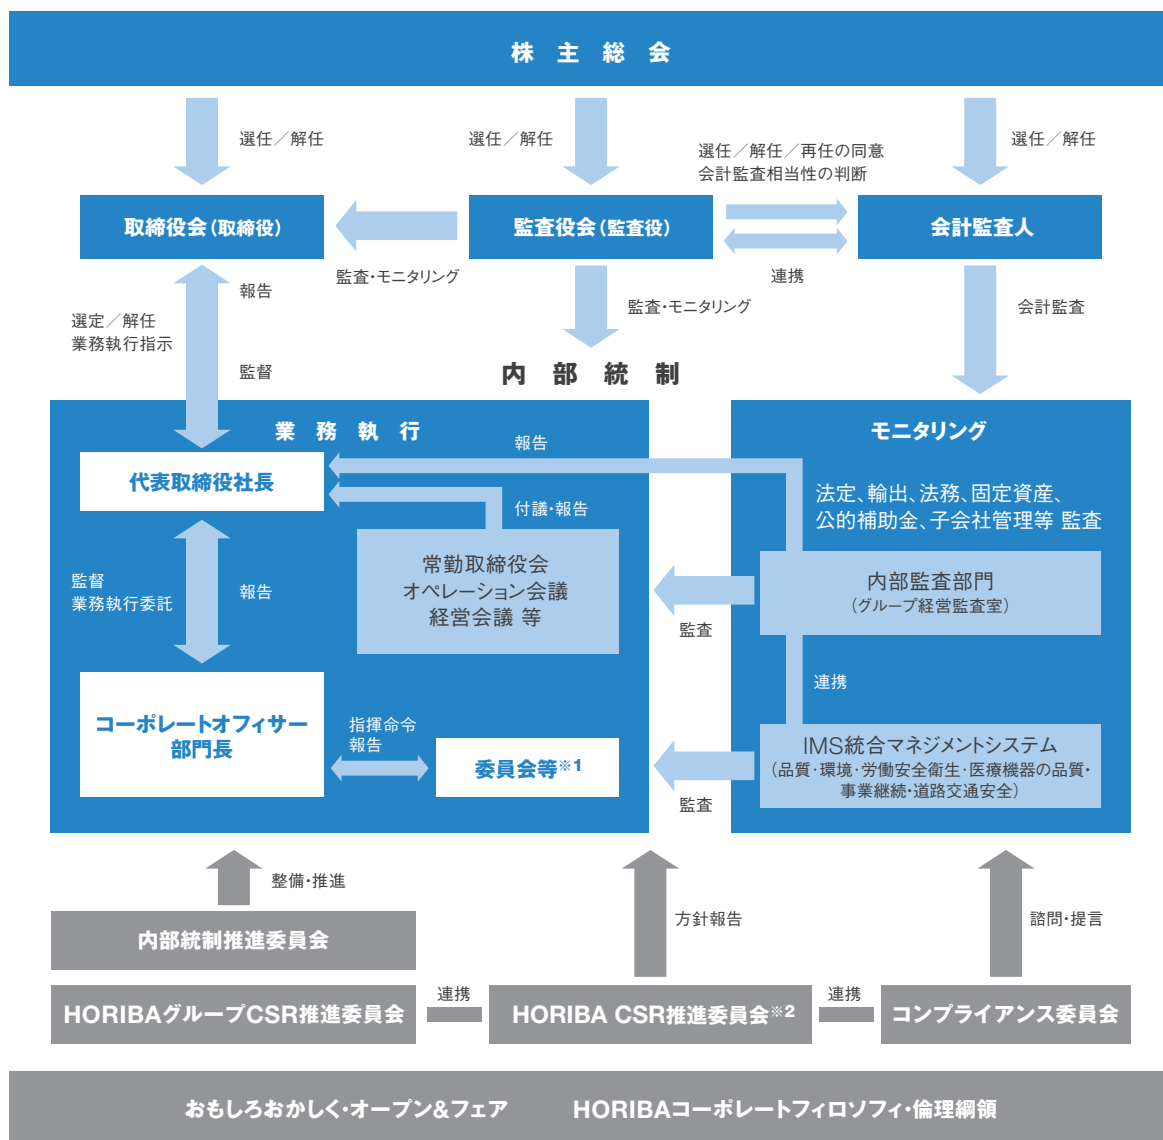 株主総会
選任／解任
選任／解任
選任／解任／再任の同意
会計監査相当性の判断
選任／解任
取締役会（取締役）
監査役会（監査役）
会計監査人
監査・モニタリング
連携
報告
選定／解任
業務執行指示
監督
監査・モニタリング
会計監査
内部統制
業務執行
モニタリング
報告
代表取締役社長
付議・報告
法定、輸出、法務、固定資産、
公的補助金、子会社管理等 監査
常勤取締役会
オペレーション会議
経営会議 等
内部監査部門
（グループ経営監査室）
監督
業務執行委託
報告
監査
連携
コーポレートオフィサー
部門長
指揮命令
報告
委員会等※1
IMS統合マネジメントシステム
（品質・環境・労働安全衛生・医療機器の品質・
事業継続・道路交通安全）
監査
整備・推進
方針報告
諮問・提言
内部統制推進委員会
HORIBAグループCSR推進委員会
連携
HORIBA CSR推進委員会※2
連携
コンプライアンス委員会
おもしろおかしく・オープン&フェア
HORIBAコーポレートフィロソフィ・倫理綱領